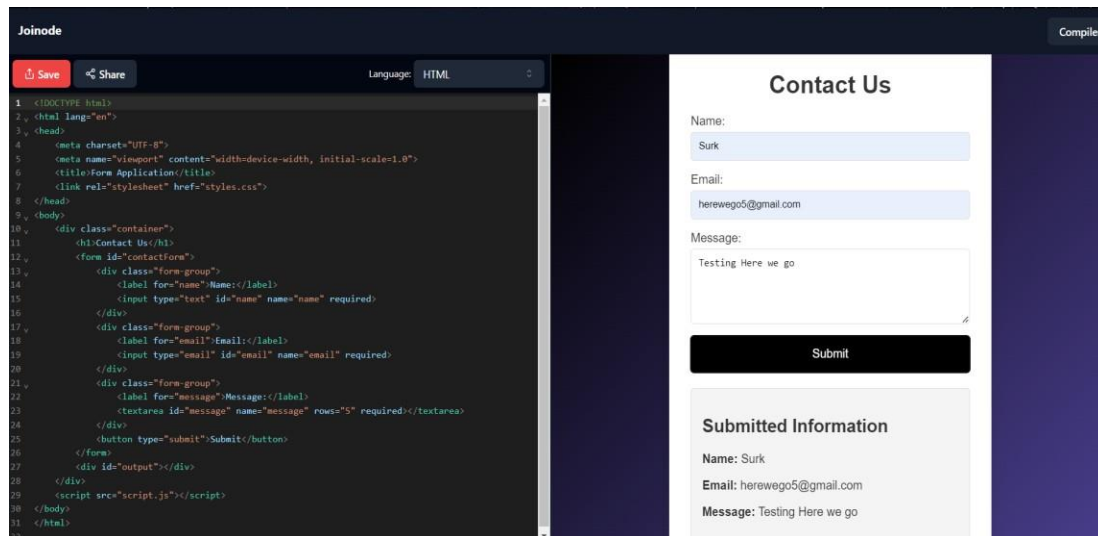 Joinode
Compile
Save
Share
Language: HTML
1 <!DOCTYPE html>
2 <html lang="en">
3 <head>
4 <meta charset="UTF-8">
5 <meta name="viewport" content="width=device-width, initial-scale=1.0">
6 <title>Form Application</title>
7 <link rel="stylesheet" href="styles.css">
8 </head>
9 <body>
10 <div class="container">
11 <h1>Contact Us</h1>
12 <form id="contactForm">
13 <div class="form-group">
14 <label for="name">Name:</label>
15 <input type="text" id="name" name="name" required>
16 </div>
17 <div class="form-group">
18 <label for="email">Email:</label>
19 <input type="email" id="email" name="email" required>
20 </div>
21 <div class="form-group">
22 <label for="message">Message:</label>
23 <textarea id="message" name="message" rows="5" required></textarea>
24 </div>
25 <button type="submit">Submit</button>
26 </form>
27 <div id="output"></div>
28 </div>
29 <script src="script.js"></script>
30 </body>
31 </html>
Contact Us
Name:
Surk
Email:
herewego5@gmail.com
Message:
Testing Here we go
Submit
Submitted Information
Name: Surk
Email: herewego5@gmail.com
Message: Testing Here we go